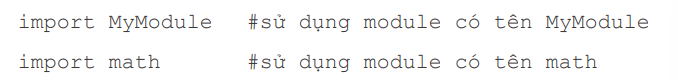 import MyModule   #sử dụng module có tên MyModule
import math       #sử dụng module có tên math